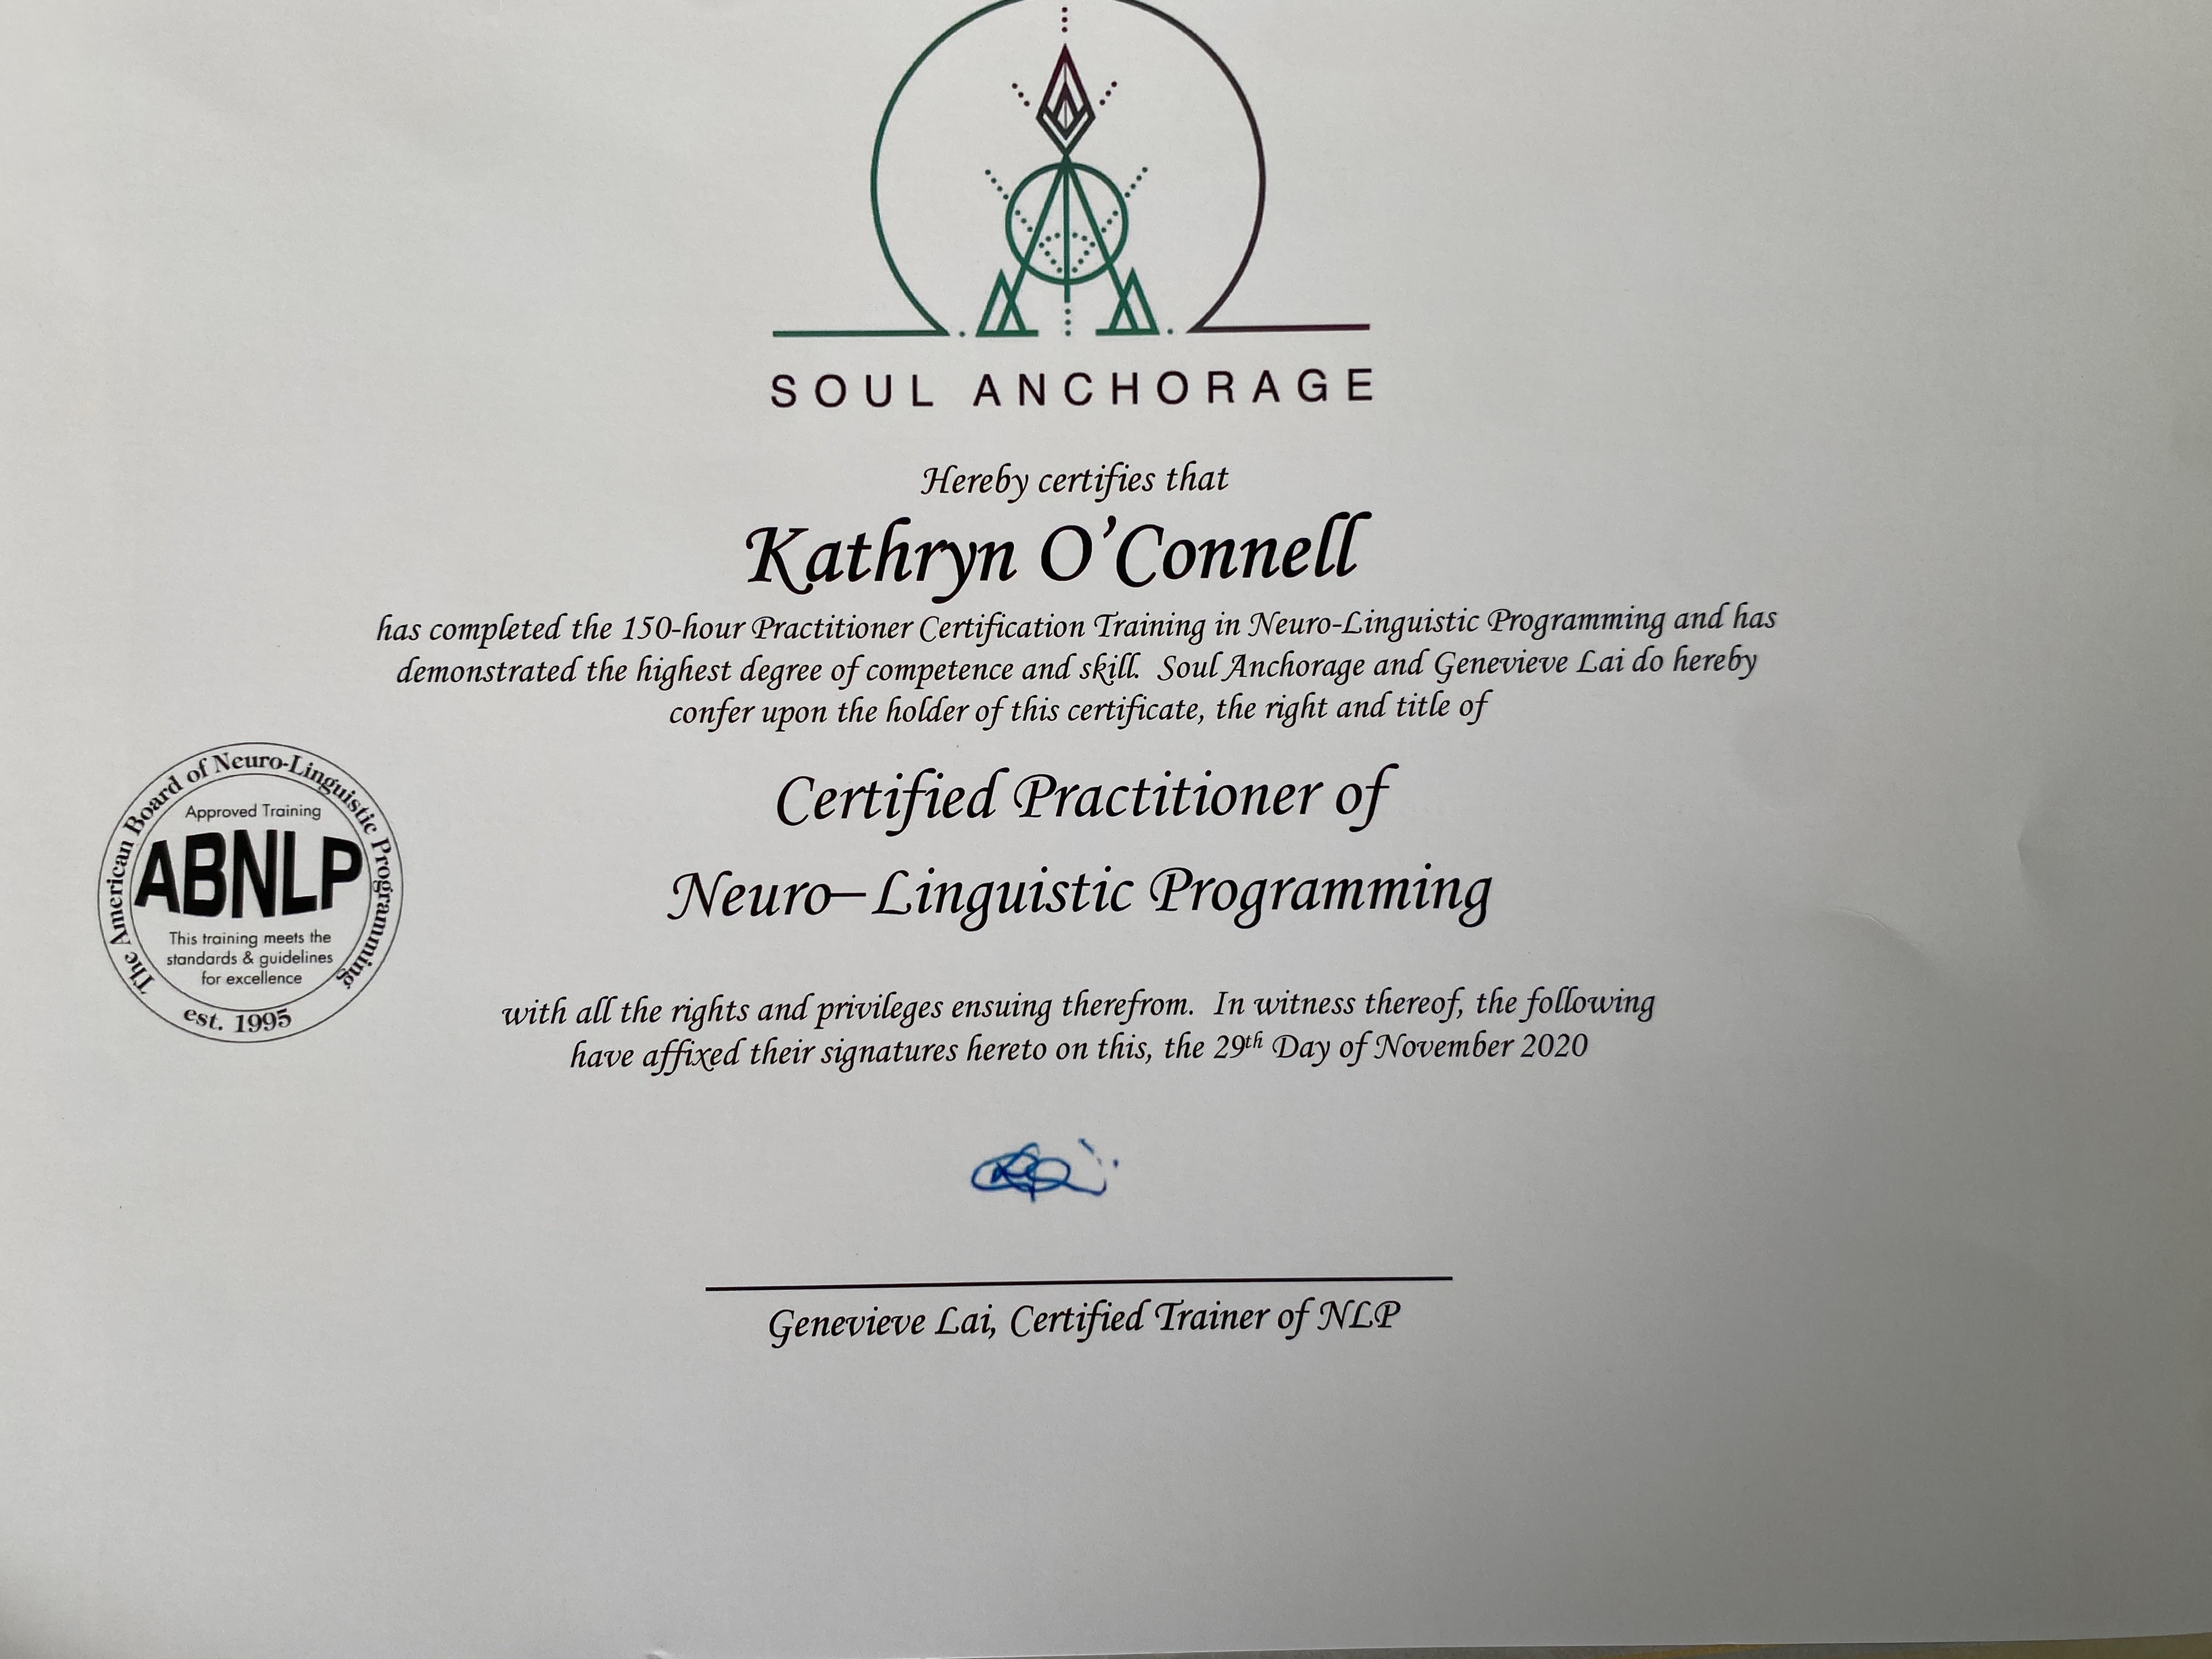 SOUL ANCHORAGE
Hereby certifies that
Kathryn O'Connell
has completed the 150-hour Practitioner Certification Training in Neuro-Linguistic Programming and has
demonstrated the highest degree of competence and skill. Soul Anchorage and Genevieve Lai do hereby
confer upon the holder of this certificate, the right and title of
Certified Practitioner of
Neuro–Linguistic Programming
The American Board of Neuro-Linguistic Programming
Approved Training
ABNLP
This training meets the
standards & guidelines
for excellence
est. 1995
with all the rights and privileges ensuing therefrom. In witness thereof, the following
have affixed their signatures hereto on this, the 29th Day of November 2020
Genevieve Lai, Certified Trainer of NLP